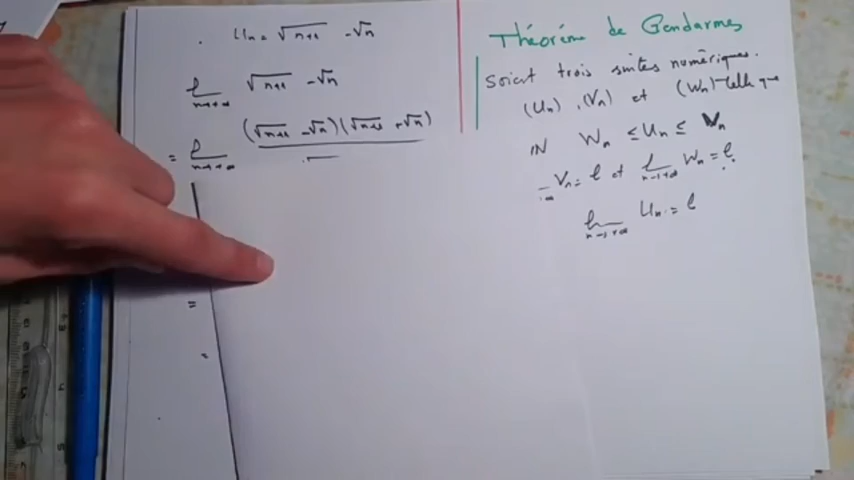 Un = √n+1 - √n
lim n→+∞ √n+1 - √n
= lim n→+∞ (√n+1 - √n)(√n+1 + √n)
=
=
Théorème de Gendarmes
Soient trois suites numériques.
(Un), (Vn) et (Wn) telle que
IN Wn ≤ Un ≤ Vn
Vn = l et lim n→+∞ Wn = l
lim n→+∞ Un = l